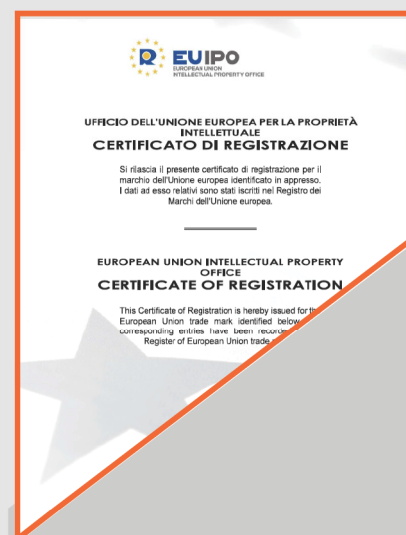 EUIPO
EUROPEAN UNION
INTELLECTUAL PROPERTY OFFICE
UFFICIO DELL'UNIONE EUROPEA PER LA PROPRIETÀ
INTELLETTUALE
CERTIFICATO DI REGISTRAZIONE
Si rilascia il presente certificato di registrazione per il
marchio dell'Unione europea identificato in appresso.
I dati ad esso relativi sono stati iscritti nel Registro dei
Marchi dell'Unione europea.
EUROPEAN UNION INTELLECTUAL PROPERTY
OFFICE
CERTIFICATE OF REGISTRATION
This Certificate of Registration is hereby issued for
European Union trade mark identified below
corresponding entries have been
Register of European Union trade